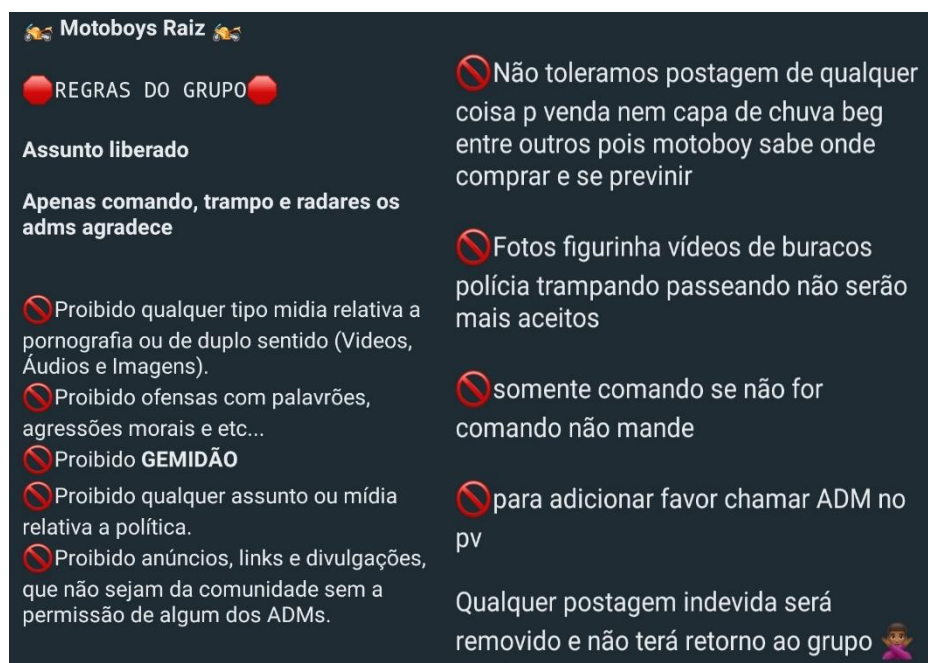 🏍️ Motoboys Raiz 🏍️
🛑REGRAS DO GRUPO🛑
Assunto liberado
Apenas comando, trampo e radares os
adms agradece
🚫Proibido qualquer tipo midia relativa a
pornografia ou de duplo sentido (Videos,
Áudios e Imagens).
🚫Proibido ofensas com palavrões,
agressões morais e etc...
🚫Proibido GEMIDÃO
🚫Proibido qualquer assunto ou mídia
relativa a política.
🚫Proibido anúncios, links e divulgações,
que não sejam da comunidade sem a
permissão de algum dos ADMs.
🚫Não toleramos postagem de qualquer
coisa p venda nem capa de chuva beg
entre outros pois motoboy sabe onde
comprar e se previnir
🚫Fotos figurinha vídeos de buracos
polícia trampando passeando não serão
mais aceitos
🚫somente comando se não for
comando não mande
🚫para adicionar favor chamar ADM no
pv
Qualquer postagem indevida será
removido e não terá retorno ao grupo 🙅🏾‍♀️